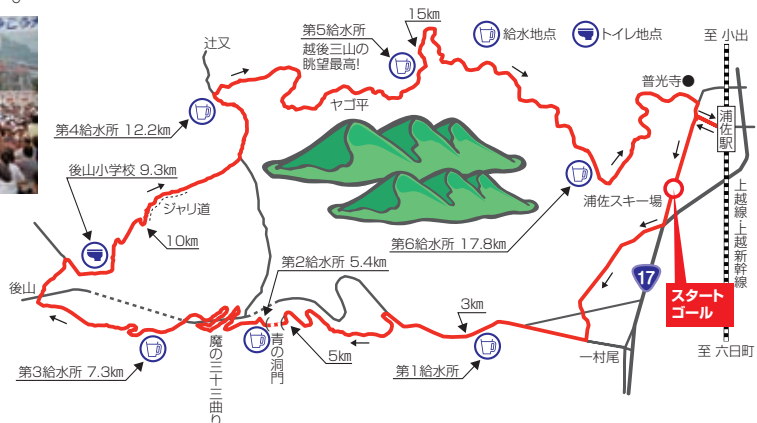 15km
第5給水所
越後三山の
眺望最高!
給水地点
トイレ地点
至 小出
辻又
ヤゴ平
普光寺
浦佐駅
第4給水所 12.2km
後山小学校 9.3km
ジャリ道
10km
浦佐スキー場
上越線・上越新幹線
第6給水所 17.8km
第2給水所 5.4km
17
スタート
ゴール
後山
3km
魔の三十三曲り
青の洞門
5km
第1給水所
一村尾
至 六日町
第3給水所 7.3km